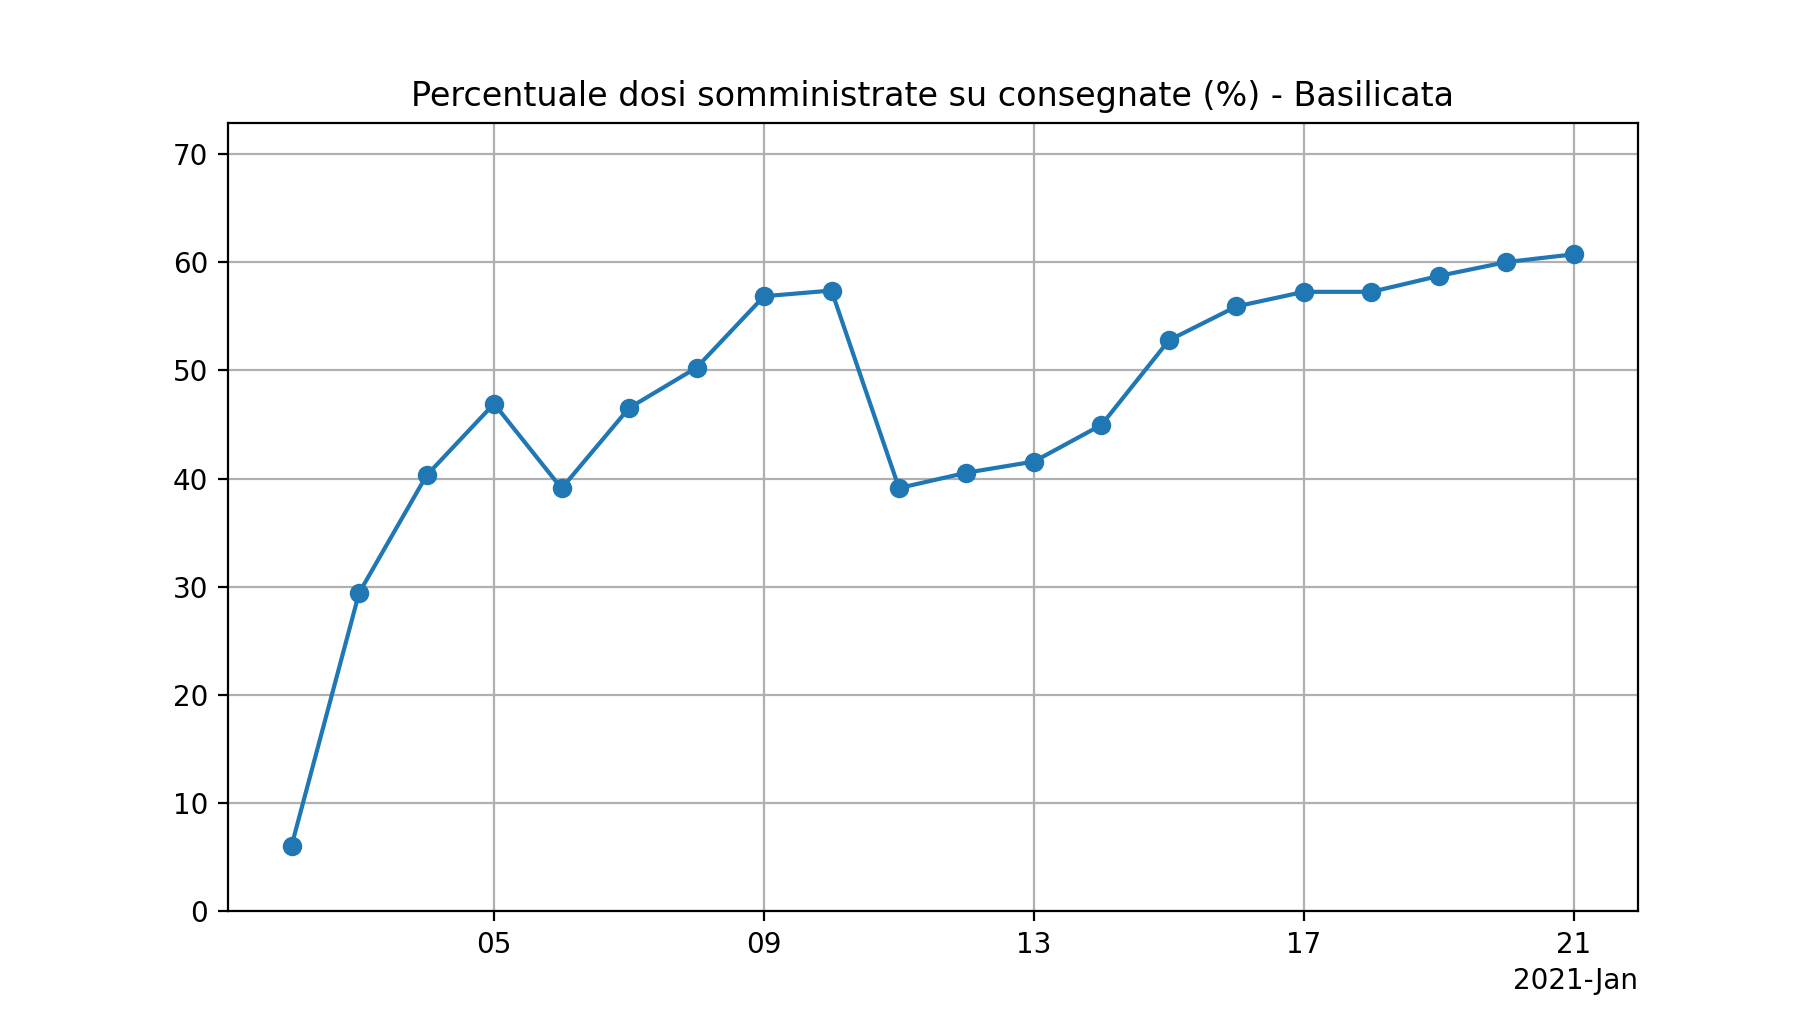 Percentuale dosi somministrate su consegnate (%) - Basilicata
70
60
50
40
30
20
10
0
05 09 13 17 21
2021-Jan